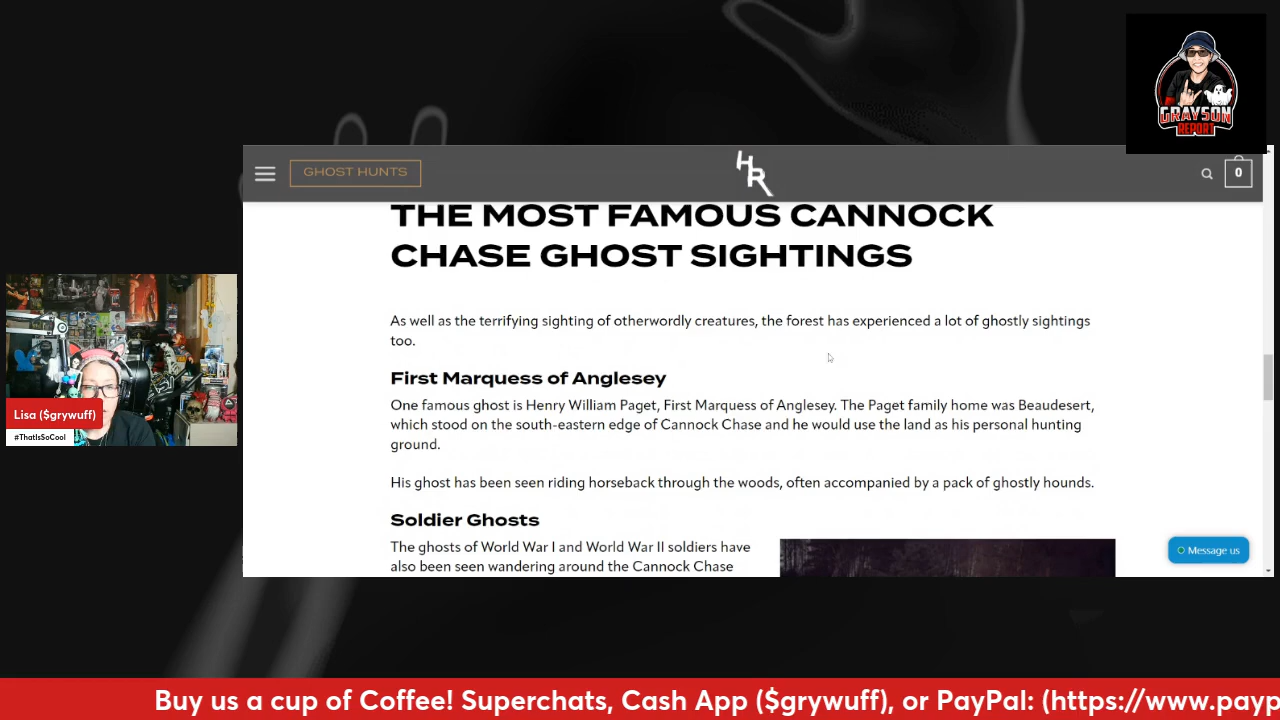 GRAYSON
REPORT
GHOST HUNTS
HR
0
THE MOST FAMOUS CANNOCK
CHASE GHOST SIGHTINGS
As well as the terrifying sighting of otherwordly creatures, the forest has experienced a lot of ghostly sightings
too.
First Marquess of Anglesey
One famous ghost is Henry William Paget, First Marquess of Anglesey. The Paget family home was Beaudesert,
which stood on the south-eastern edge of Cannock Chase and he would use the land as his personal hunting
ground.
His ghost has been seen riding horseback through the woods, often accompanied by a pack of ghostly hounds.
Soldier Ghosts
The ghosts of World War I and World War II soldiers have
also been seen wandering around the Cannock Chase
Message us
Lisa ($grywuff)
#ThatIsSoCool
Buy us a cup of Coffee! Superchats, Cash App ($grywuff), or PayPal: (https://www.payp